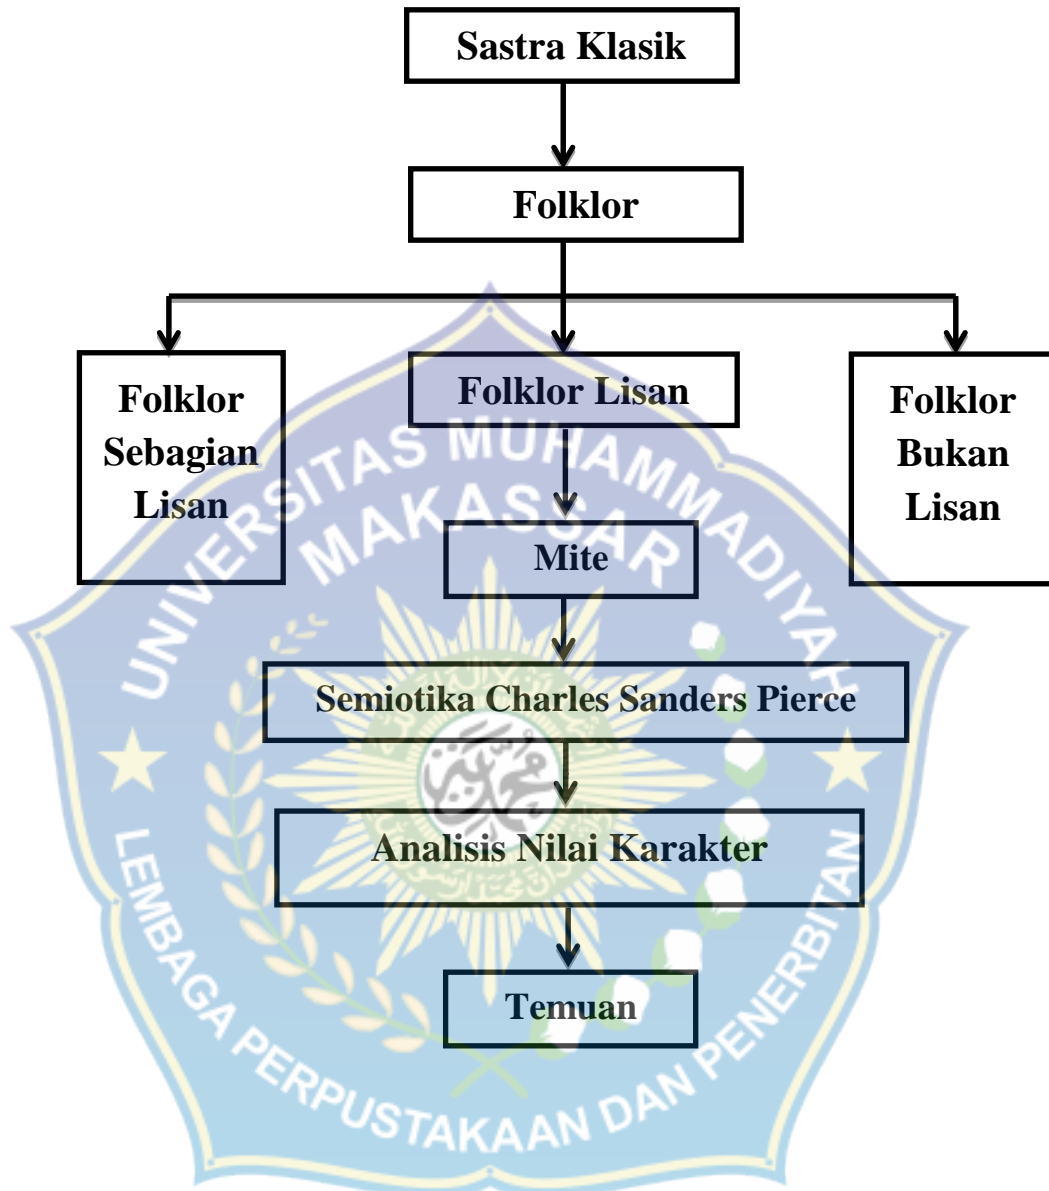 Sastra Klasik
Folklor
Folklor
Sebagian
Lisan
Folklor Lisan
Folklor
Bukan
Lisan
UNIVERSITAS MUHAMMADIYAH
MAKASSAR
Mite
Semiotika Charles Sanders Pierce
Analisis Nilai Karakter
Temuan
LEMBAGA PERPUSTAKAAN DAN PENERBITAN